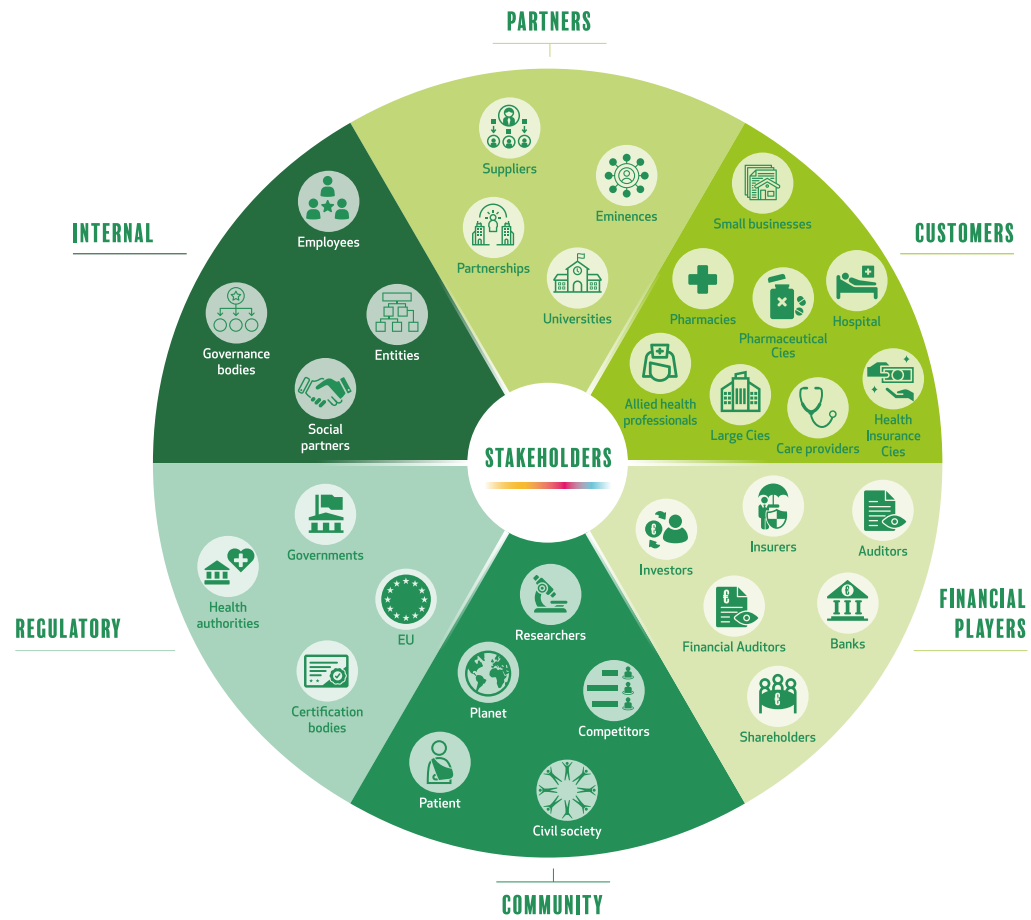 PARTNERS
Suppliers
Eminences
Partnerships
Universities
CUSTOMERS
Small businesses
Pharmacies
Pharmaceutical
Cies
Hospital
Allied health
professionals
Large Cies
Care providers
Health
Insurance
Cies
FINANCIAL
PLAYERS
Investors
Insurers
Auditors
Financial Auditors
Banks
Shareholders
COMMUNITY
Researchers
Planet
Competitors
Patient
Civil society
REGULATORY
Governments
Health
authorities
EU
Certification
bodies
INTERNAL
Employees
Governance
bodies
Entities
Social
partners
STAKEHOLDERS